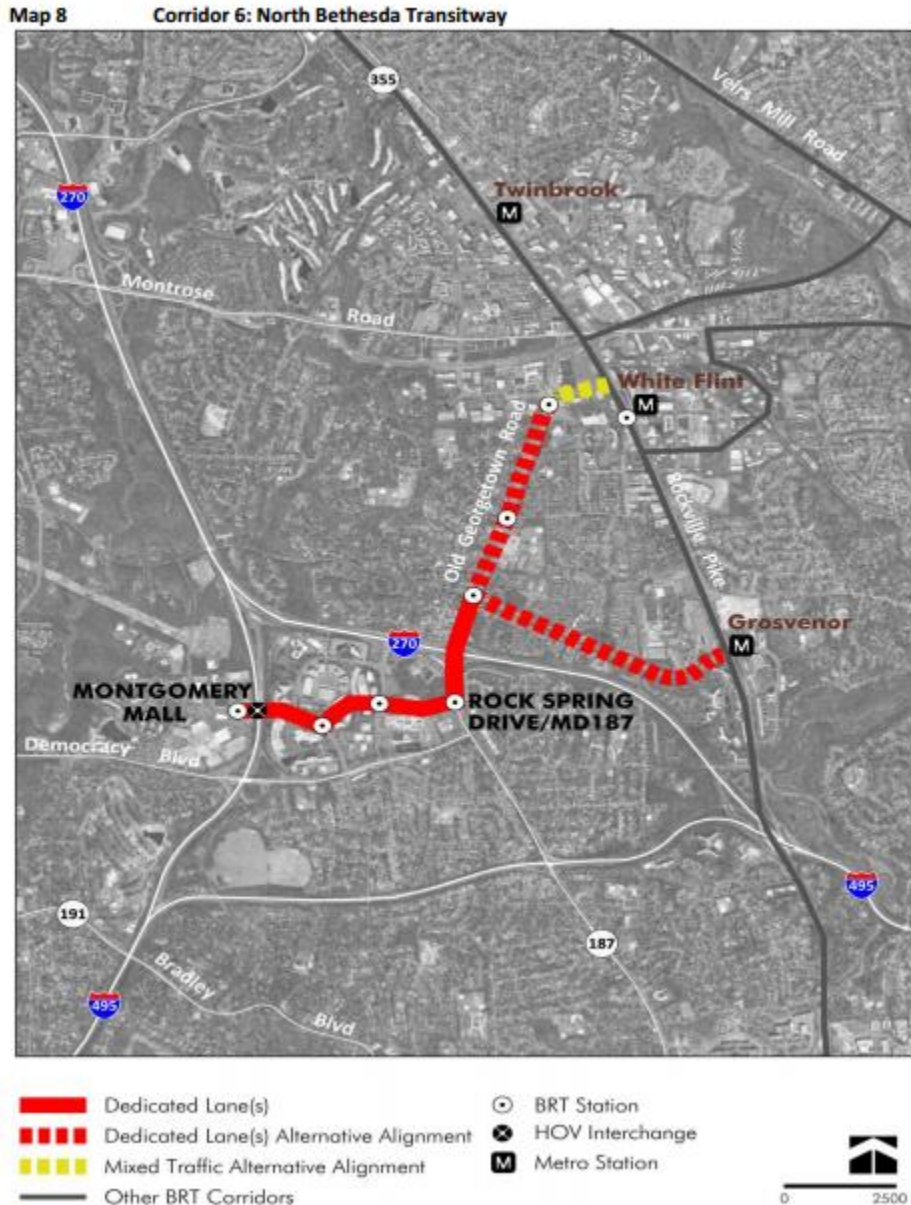 Map 8 Corridor 6: North Bethesda Transitway
355
Veirs Mill Road
270
Twinbrook
M
Montrose
Road
White Flint
M
Old Georgetown Road
Rockville Pike
Grosvenor
M
270
MONTGOMERY
MALL
ROCK SPRING
DRIVE/MD187
Democracy Blvd
495
191
187
Bradley
Blvd
495
Dedicated Lane(s)
Dedicated Lane(s) Alternative Alignment
Mixed Traffic Alternative Alignment
Other BRT Corridors
BRT Station
HOV Interchange
M Metro Station
0 2500